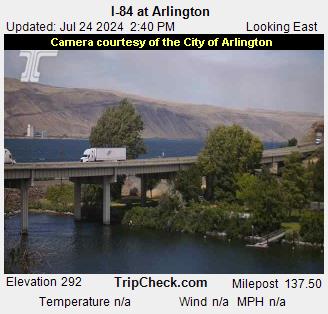 I-84 at Arlington
Updated: Jul 24 2024 2:40 PM Looking East
Camera courtesy of the City of Arlington
Elevation 292 TripCheck.com Milepost 137.50
Temperature n/a Wind n/a MPH n/a